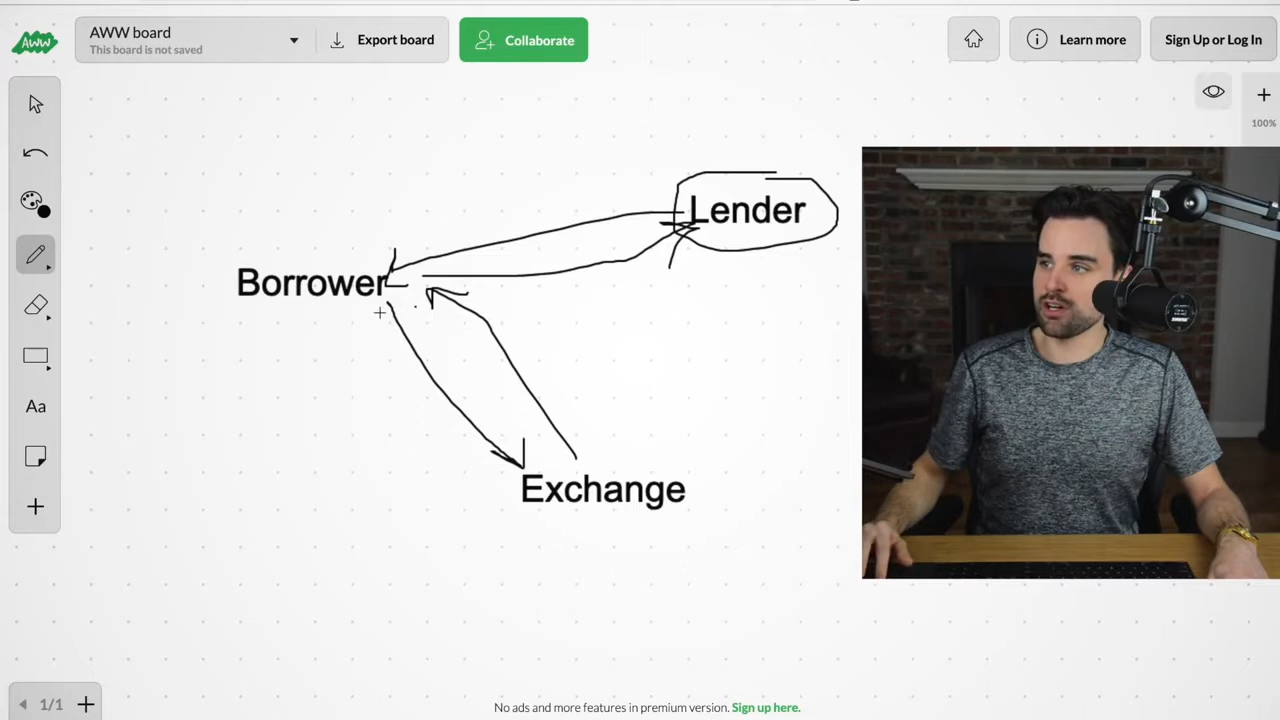 AWW
AWW board
This board is not saved
Export board
Collaborate
Learn more
Sign Up or Log In
100%
Lender
Borrower
Exchange
Aa
1/1
No ads and more features in premium version. Sign up here.